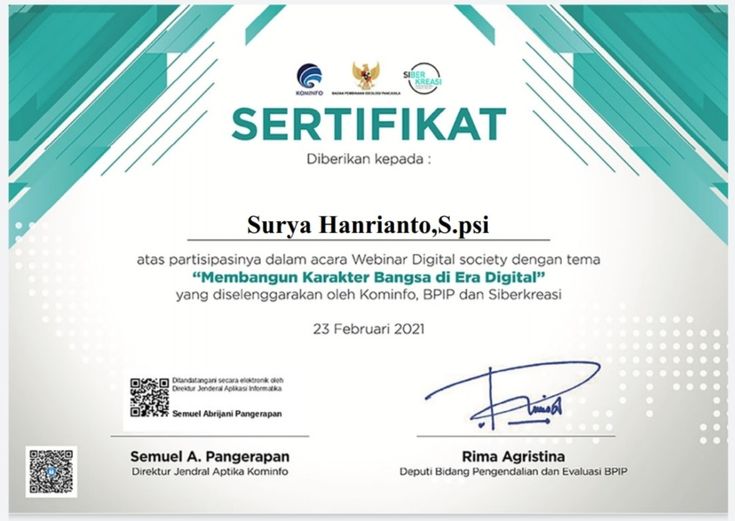 KOMINFO
BADAN PEMBINAAN IDEOLOGI PANCASILA
SIBER KREASI
SERTIFIKAT
Diberikan kepada :
Surya Hanrianto,S.psi
atas partisipasinya dalam acara Webinar Digital society dengan tema
“Membangun Karakter Bangsa di Era Digital”
yang diselenggarakan oleh Kominfo, BPIP dan Siberkreasi
23 Februari 2021
Ditandatangani secara elektronik oleh
Direktur Jenderal Aplikasi Informatika
Semuel Abrijani Pangerapan
Semuel A. Pangerapan
Direktur Jendral Aptika Kominfo
Rima Agristina
Deputi Bidang Pengendalian dan Evaluasi BPIP